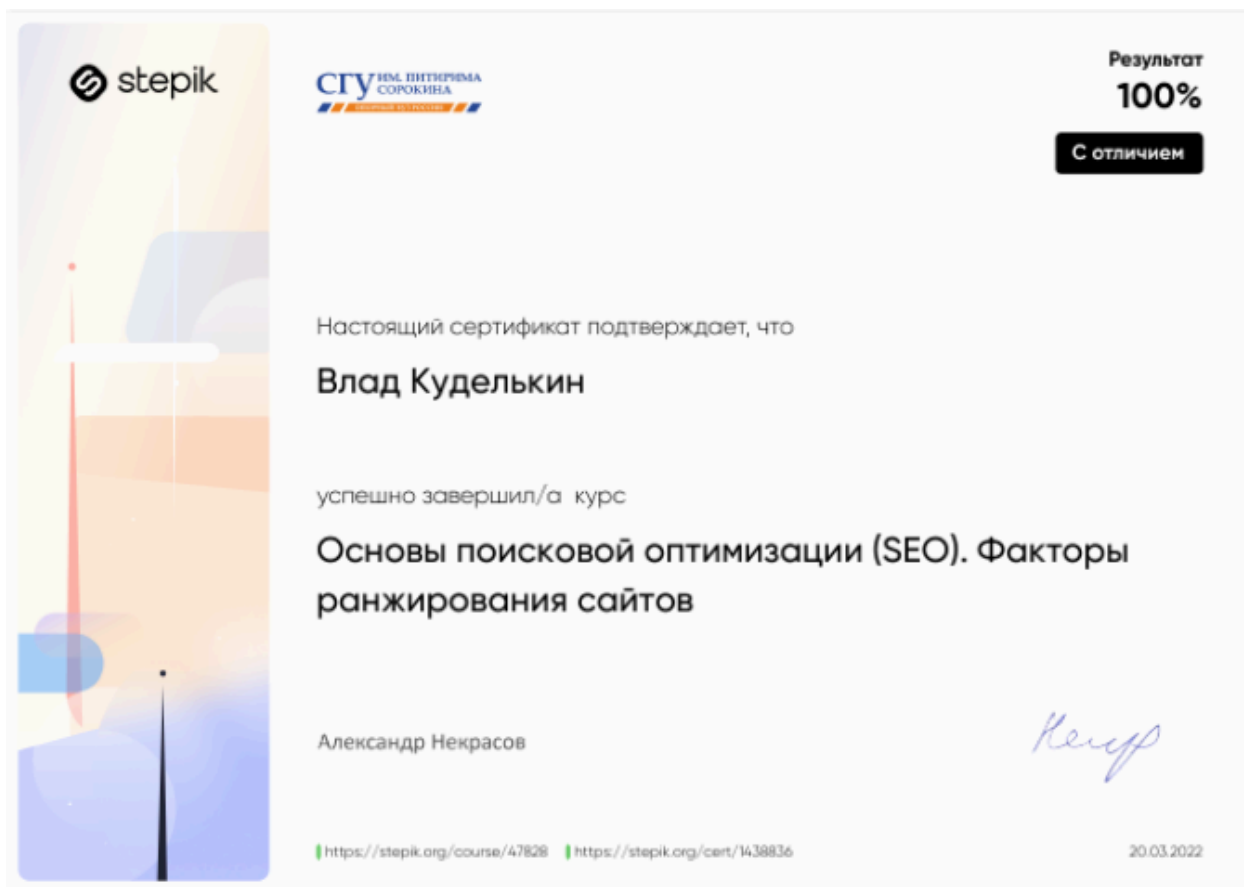 stepik
СГУ ИМ. ПИТИРИМА
СОРОКИНА
Результат
100%
С отличием
Настоящий сертификат подтверждает, что
Влад Куделькин
успешно завершил/а курс
Основы поисковой оптимизации (SEO). Факторы
ранжирования сайтов
Александр Некрасов
https://stepik.org/course/47828 https://stepik.org/cert/1438836
20.03.2022